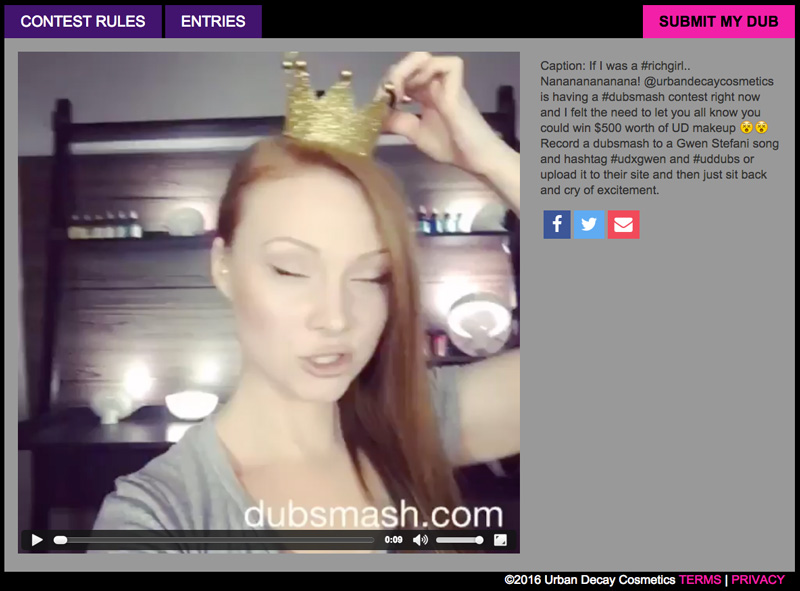 CONTEST RULES
ENTRIES
SUBMIT MY DUB
Caption: If I was a #richgirl..
Nananananananana! @urbandecaycosmetics
is having a #dubsmash contest right now
and I felt the need to let you all know you
could win $500 worth of UD makeup 😵😵
Record a dubsmash to a Gwen Stefani song
and hashtag #udxgwen and #uddubs or
upload it to their site and then just sit back
and cry of excitement.
dubsmash.com
0:09
©2016 Urban Decay Cosmetics TERMS | PRIVACY